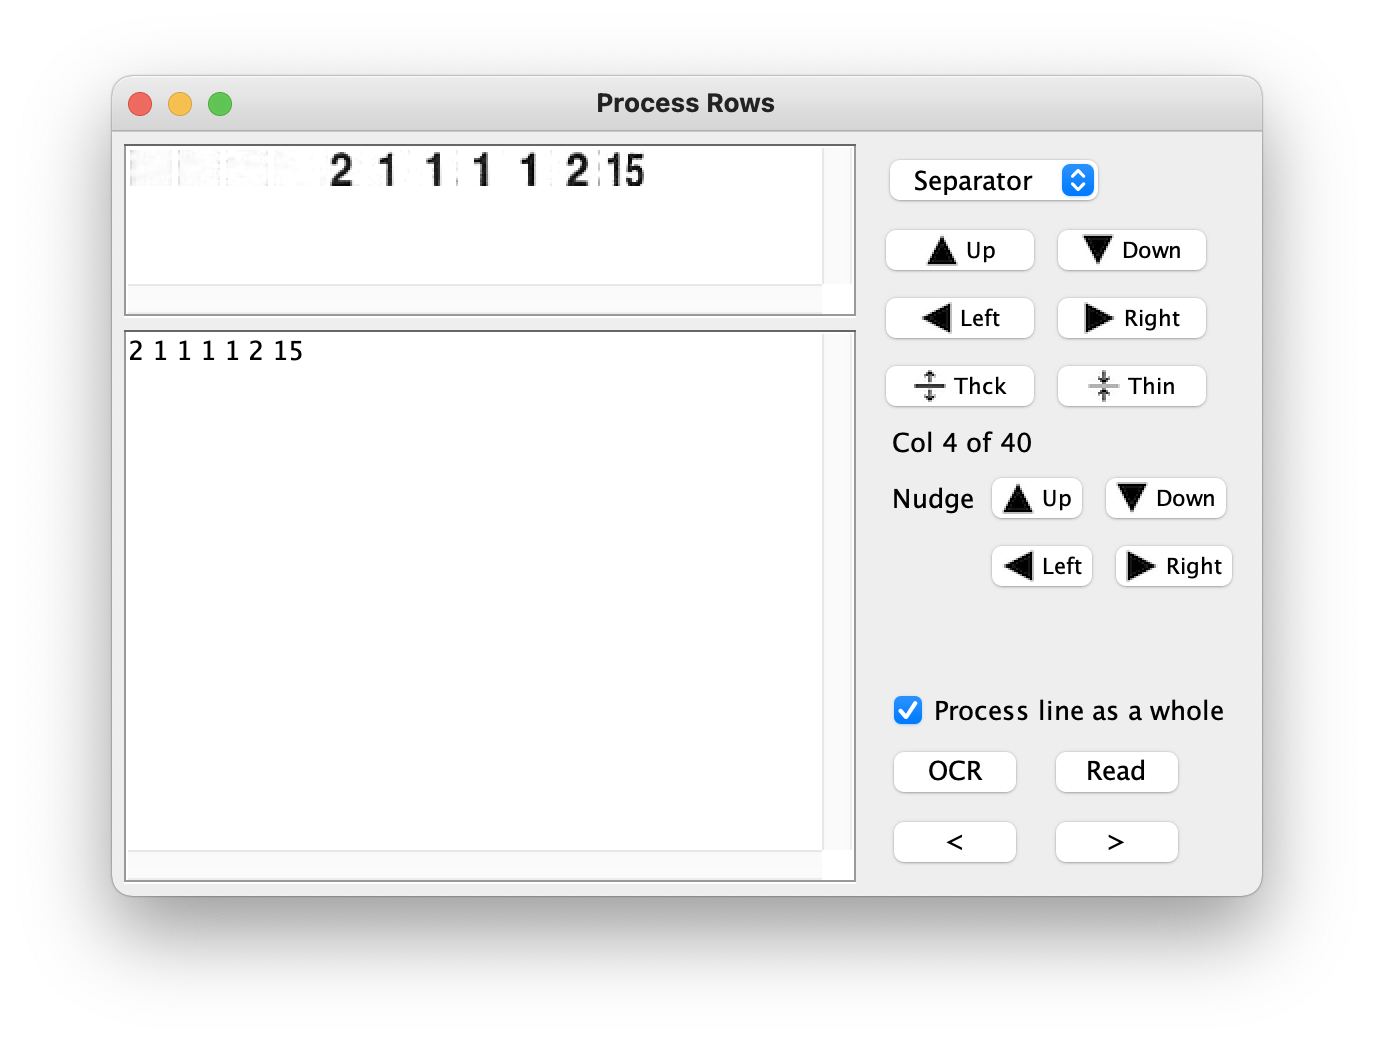 Process Rows
2 1 1 1 1 2 15
2 1 1 1 1 2 15
Separator
Up
Down
Left
Right
Thck
Thin
Col 4 of 40
Nudge
Up
Down
Left
Right
Process line as a whole
OCR
Read
<
>